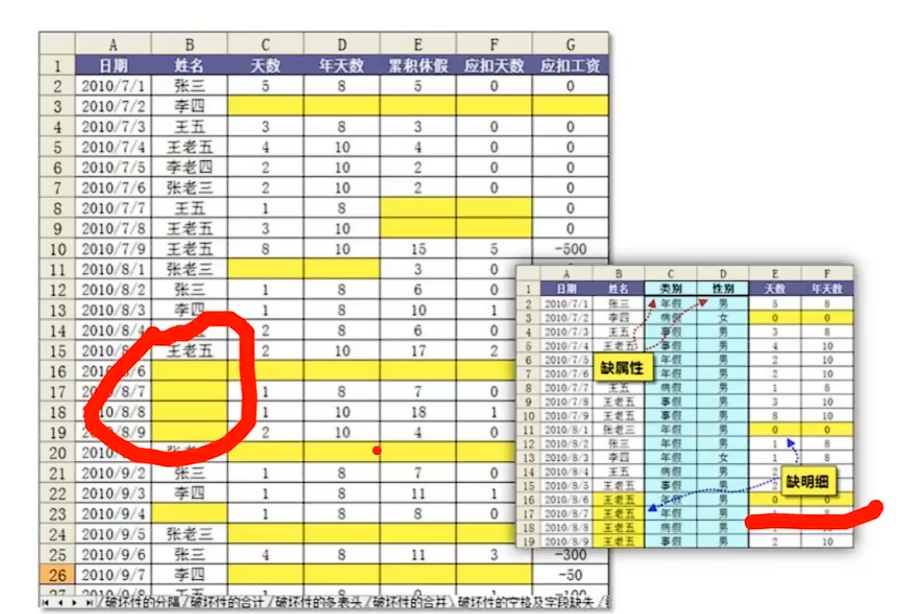 A B C D E F G
1 日期 姓名 天数 年天数 累积休假 应扣天数 应扣工资
2 2010/7/1 张三 5 8 5 0 0
3 2010/7/2 李四
4 2010/7/3 王五 3 8 3 0 0
5 2010/7/4 王老五 4 10 4 0 0
6 2010/7/5 李老四 2 10 2 0 0
7 2010/7/6 张老三 2 10 2 0 0
8 2010/7/7 王五 1 8 0
9 2010/7/8 王老五 3 10 0
10 2010/7/9 王老五 8 10 15 5 -500
11 2010/8/1 张老三 3 0
12 2010/8/2 张三 1 8 6 0
13 2010/8/3 李四 1 8 10 1
14 2010/8/4 2 8 6 0
15 王老五 2 10 17 2
16
17 1 8 7 0
18 1 10 18 1
19 2 10 4 0
20 张老三
21 2010/9/2 张三 1 8 7 0
22 2010/9/3 李四 1 8 11 1
23 2010/9/4 1 8 8 0
24 2010/9/5 张老三
25 2010/9/6 张三 4 8 11 3 -300
26 2010/9/7 李四 -50
27
破坏性的分隔 破坏性的合计 破坏性的多表头 破坏性的合并 破坏性的空格及字段缺失
A B C D E F
1 日期 姓名 类别 性别 天数 年天数
2 2010/7/1 张三 年假 男 5 8
3 2010/7/2 李四 病假 女 0 0
4 2010/7/3 王五 事假 男 3 8
5 2010/7/4 王老五 事假 男 4 10
6 2010/7/5 年假 男 2 10
7 2010/7/6 年假 男 2 10
8 2010/7/7 王五 病假 男 1 8
9 2010/7/8 王老五 事假 男 3 10
10 2010/7/9 王老五 事假 男 8 10
11 2010/8/1 张老三 年假 男 0 0
12 2010/8/2 张三 年假 男 1 8
13 2010/8/3 李四 年假 女 1 8
14 2010/8/4 王五 病假 男 2
15 2010/8/5 王老五 事假 男 2
16 2010/8/6 王老五 年假 男 0
17 2010/8/7 王老五 年假 男 8
18 2010/8/8 王老五 病假 男 10
19 2010/8/9 王老五 事假 男 2 10
缺属性
缺明细